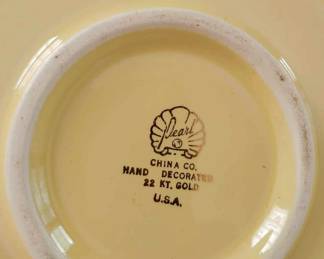 Pearl
CHINA CO.
HAND DECORATED
22 KT. GOLD
U.S.A.